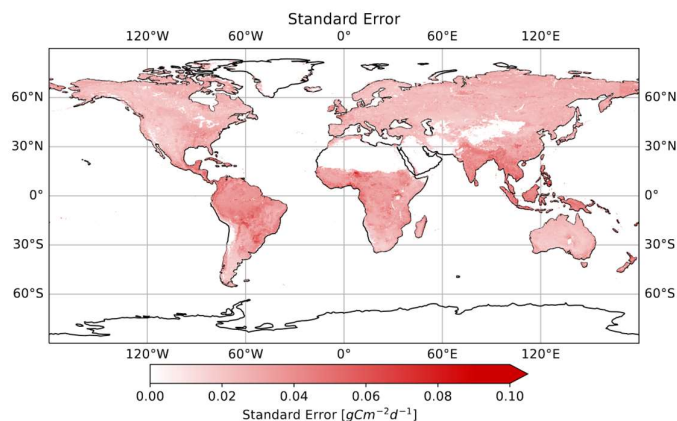 Standard Error
120°W 60°W 0° 60°E 120°E
60°N 60°N
30°N 30°N
0° 0°
30°S 30°S
60°S 60°S
120°W 60°W 0° 60°E 120°E
0.00 0.02 0.04 0.06 0.08 0.10
Standard Error [gCm⁻²d⁻¹]